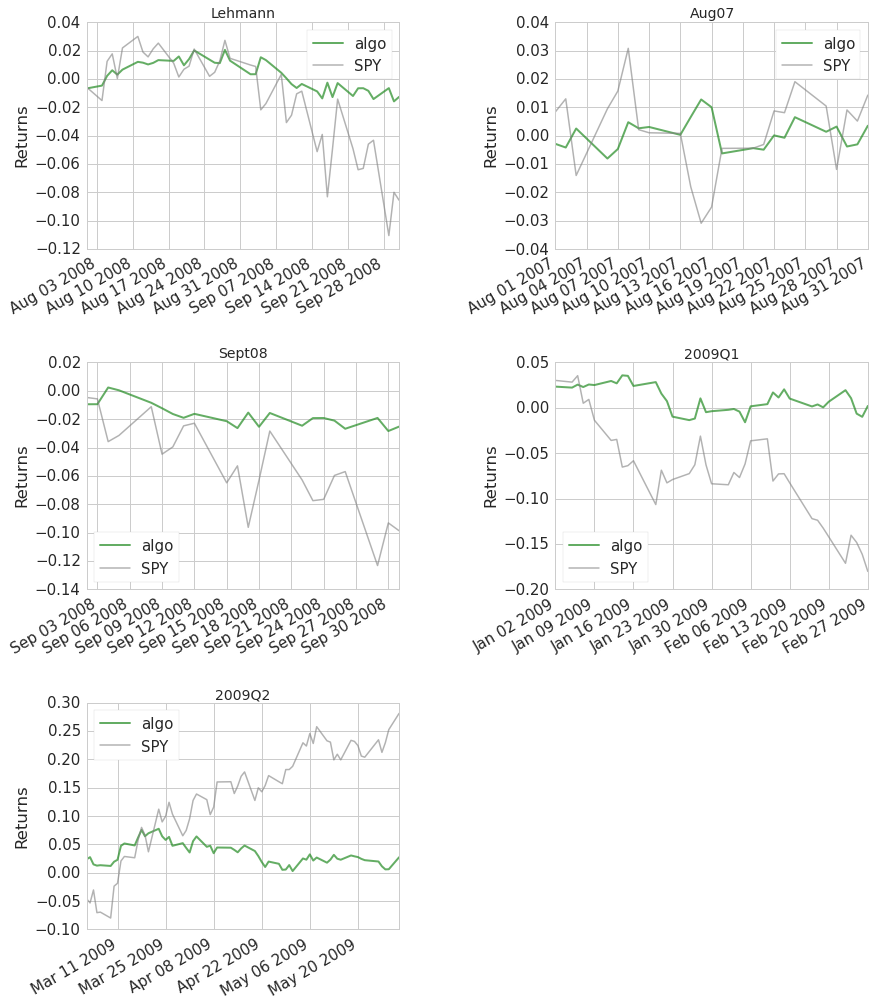 Lehmann
0.04
0.02
0.00
−0.02
−0.04
−0.06
−0.08
−0.10
−0.12
Returns
algo
SPY
Aug 03 2008
Aug 10 2008
Aug 17 2008
Aug 24 2008
Aug 31 2008
Sep 07 2008
Sep 14 2008
Sep 21 2008
Sep 28 2008
Aug07
0.04
0.03
0.02
0.01
0.00
−0.01
−0.02
−0.03
−0.04
Returns
algo
SPY
Aug 01 2007
Aug 04 2007
Aug 07 2007
Aug 10 2007
Aug 13 2007
Aug 16 2007
Aug 19 2007
Aug 22 2007
Aug 25 2007
Aug 28 2007
Aug 31 2007
Sept08
0.02
0.00
−0.02
−0.04
−0.06
−0.08
−0.10
−0.12
−0.14
Returns
algo
SPY
Sep 03 2008
Sep 06 2008
Sep 09 2008
Sep 12 2008
Sep 15 2008
Sep 18 2008
Sep 21 2008
Sep 24 2008
Sep 27 2008
Sep 30 2008
2009Q1
0.05
0.00
−0.05
−0.10
−0.15
−0.20
Returns
algo
SPY
Jan 02 2009
Jan 09 2009
Jan 16 2009
Jan 23 2009
Jan 30 2009
Feb 06 2009
Feb 13 2009
Feb 20 2009
Feb 27 2009
2009Q2
0.30
0.25
0.20
0.15
0.10
0.05
0.00
−0.05
−0.10
Returns
algo
SPY
Mar 11 2009
Mar 25 2009
Apr 08 2009
Apr 22 2009
May 06 2009
May 20 2009